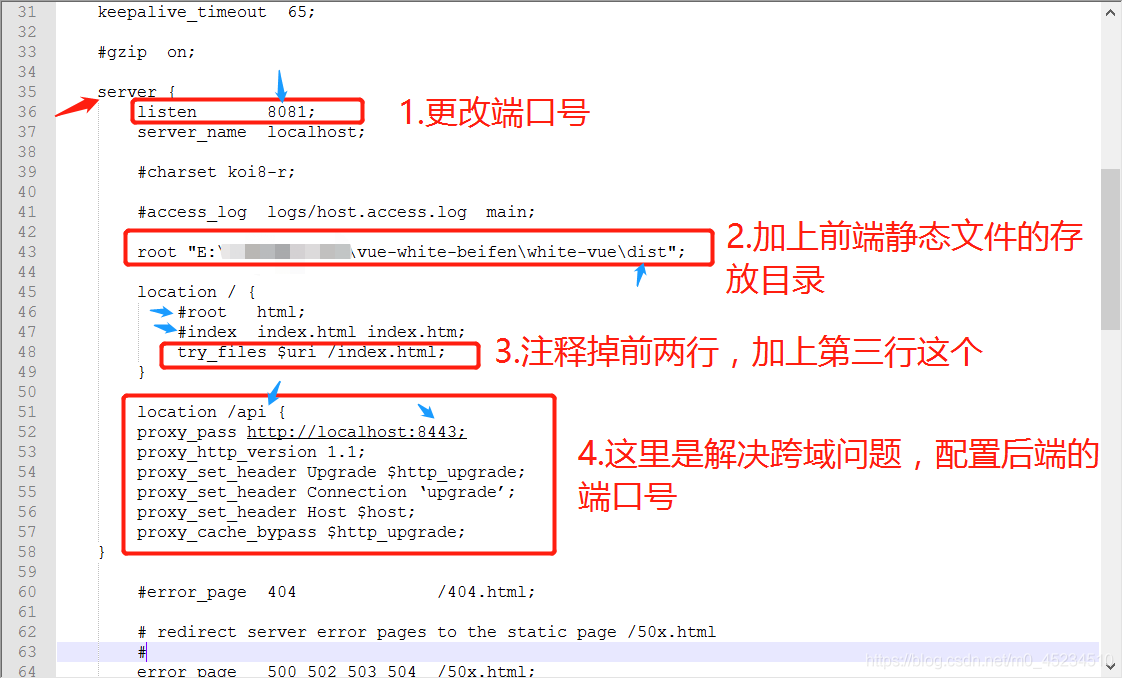 31 keepalive_timeout 65;
32
33 #gzip on;
34
35 server {
36 listen 8081; 1.更改端口号
37 server_name localhost;
38
39 #charset koi8-r;
40
41 #access_log logs/host.access.log main;
42
43 root "E:\ \vue-white-beifen\white-vue\dist"; 2.加上前端静态文件的存
放目录
44
45 location / {
46 #root html;
47 #index index.html index.htm;
48 try_files $uri /index.html; 3.注释掉前两行，加上第三行这个
49 }
50
51 location /api {
52 proxy_pass http://localhost:8443;
53 proxy_http_version 1.1;
54 proxy_set_header Upgrade $http_upgrade; 4.这里是解决跨域问题，配置后端的
端口号
55 proxy_set_header Connection ‘upgrade’;
56 proxy_set_header Host $host;
57 proxy_cache_bypass $http_upgrade;
58 }
59
60 #error_page 404 /404.html;
61
62 # redirect server error pages to the static page /50x.html
63 #
64 error_page 500 502 503 504 /50x.html;
https://blog.csdn.net/m0_45234510